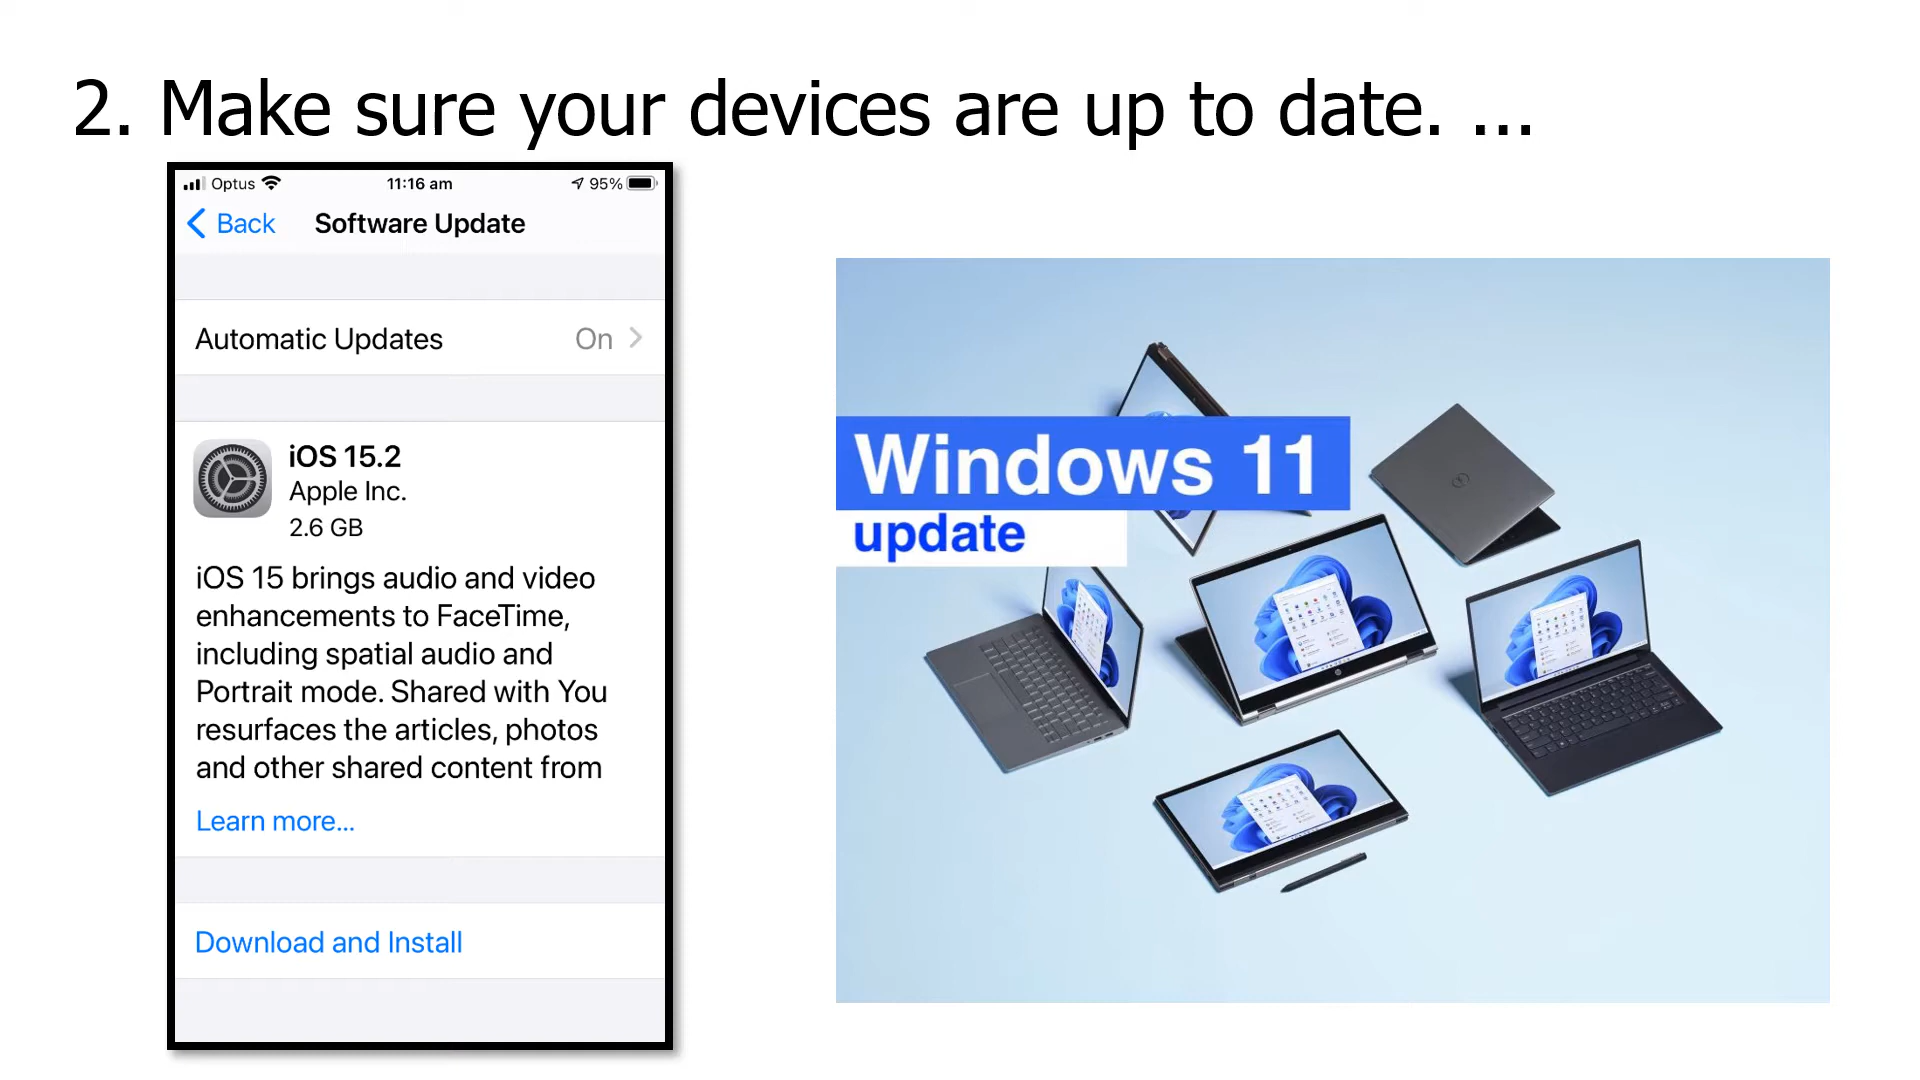 2. Make sure your devices are up to date. ...
Optus 11:16 am 95%
Back Software Update
Automatic Updates On
iOS 15.2
Apple Inc.
2.6 GB
iOS 15 brings audio and video
enhancements to FaceTime,
including spatial audio and
Portrait mode. Shared with You
resurfaces the articles, photos
and other shared content from
Learn more...
Download and Install
Windows 11
update